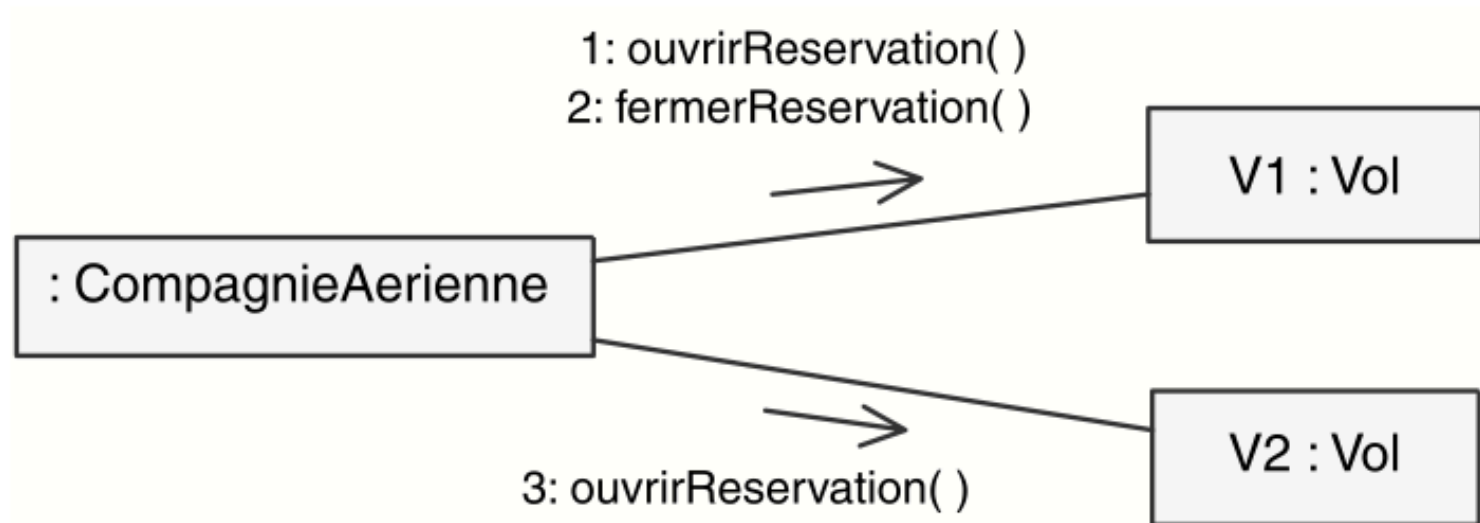 1: ouvrirReservation( )
2: fermerReservation( )
V1 : Vol
: CompagnieAerienne
V2 : Vol
3: ouvrirReservation( )